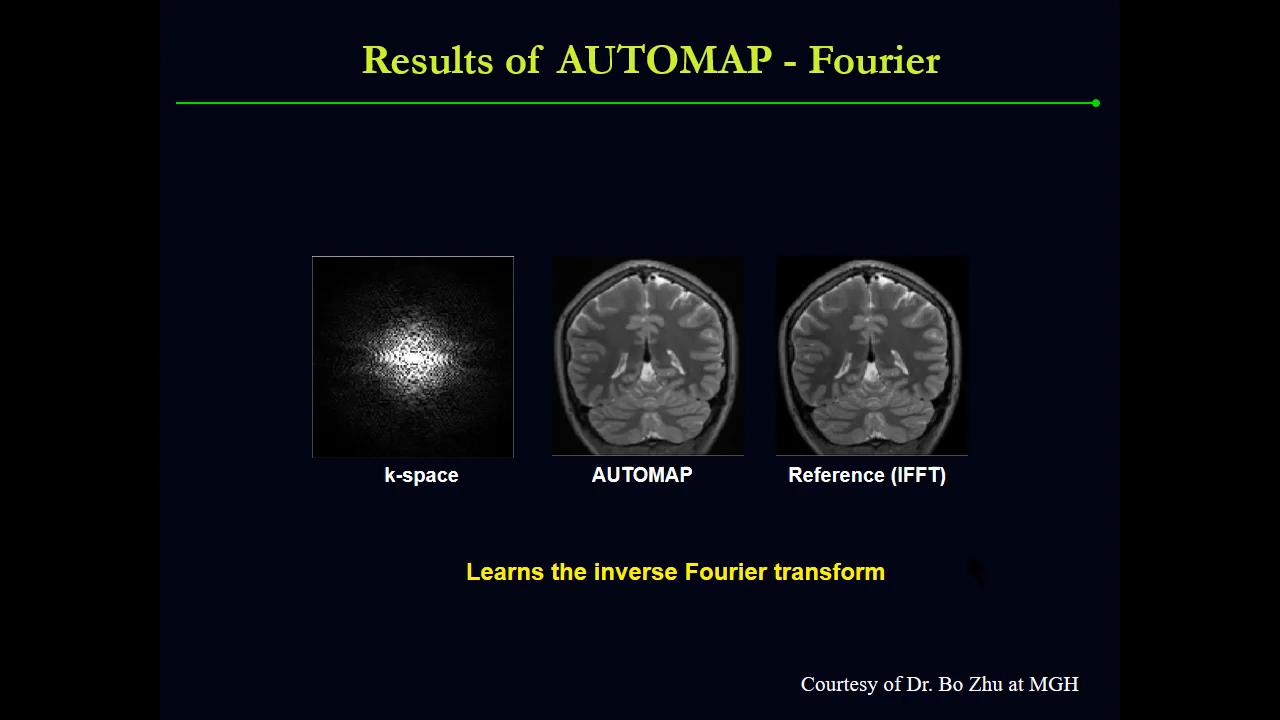 Results of AUTOMAP - Fourier
k-space
AUTOMAP
Reference (IFFT)
Learns the inverse Fourier transform
Courtesy of Dr. Bo Zhu at MGH